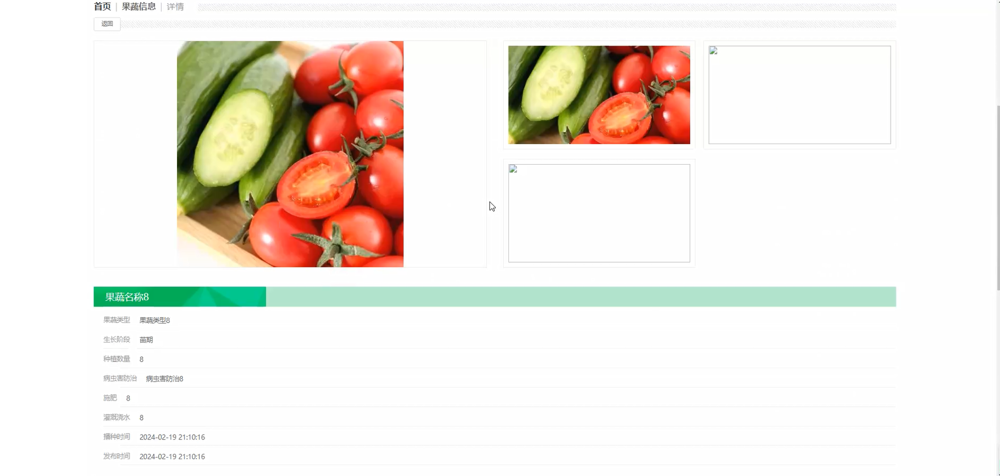 首页 | 果蔬信息 | 详情
返回
果蔬名称8
果蔬类型 果蔬类型8
生长阶段 苗期
种植数量 8
病虫害防治 病虫害防治8
施肥 8
灌溉浇水 8
播种时间 2024-02-19 21:10:16
发布时间 2024-02-19 21:10:16